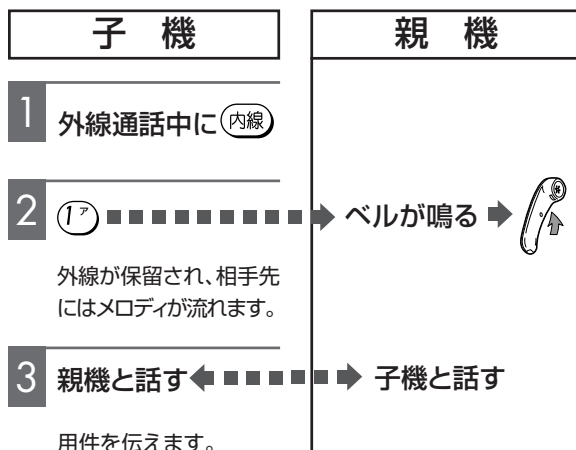 子 機
親 機
1 外線通話中に 内線
2 1ア ベルが鳴る
外線が保留され、相手先
にはメロディが流れます。
3 親機と話す 子機と話す
用件を伝えます。